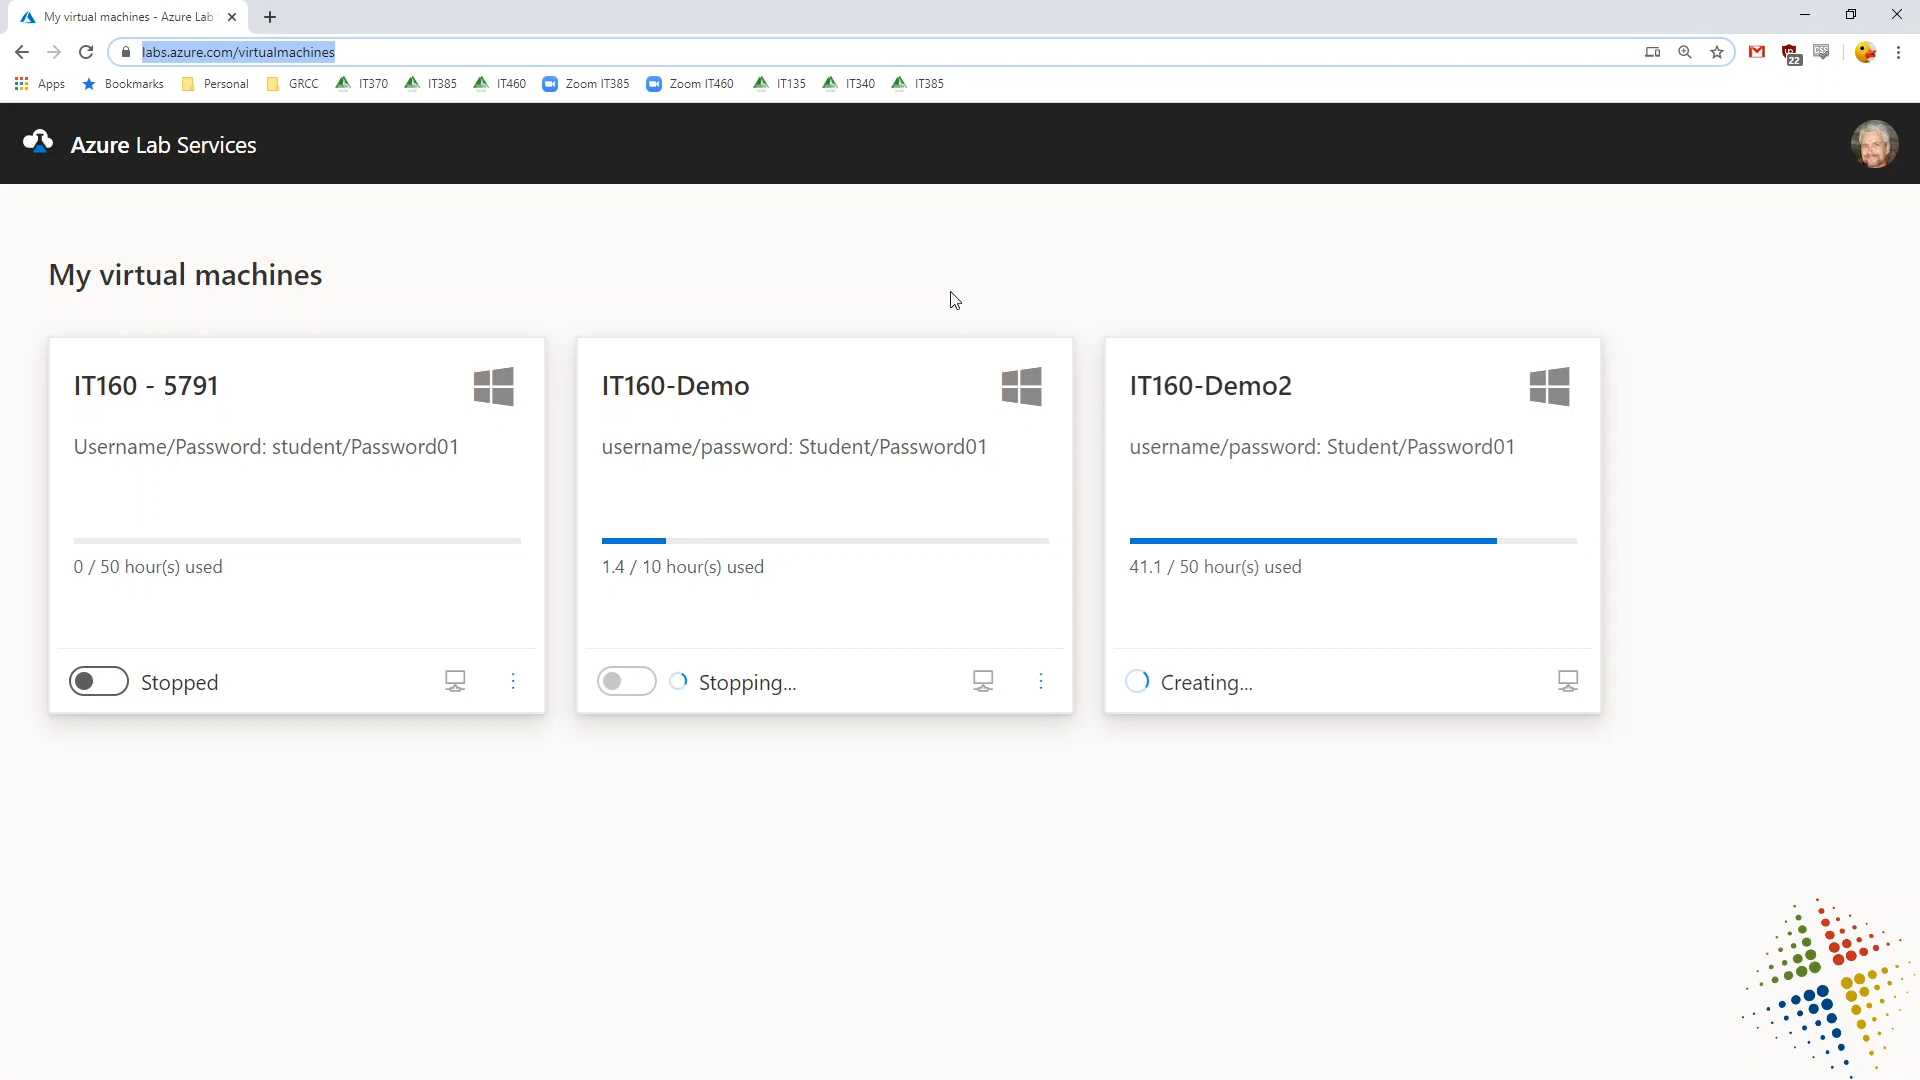 My virtual machines - Azure Lab
labs.azure.com/virtualmachines
22
CSS
Apps Bookmarks Personal GRCC IT370 IT385 IT460 Zoom IT385 Zoom IT460 IT135 IT340 IT385
Azure Lab Services
My virtual machines
IT160 - 5791
Username/Password: student/Password01
0 / 50 hour(s) used
Stopped
IT160-Demo
username/password: Student/Password01
1.4 / 10 hour(s) used
Stopping...
IT160-Demo2
username/password: Student/Password01
41.1 / 50 hour(s) used
Creating...